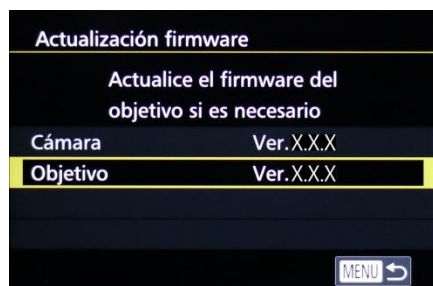 Actualización firmware
Actualice el firmware del
objetivo si es necesario
Cámara Ver.X.X.X
Objetivo Ver.X.X.X
MENU